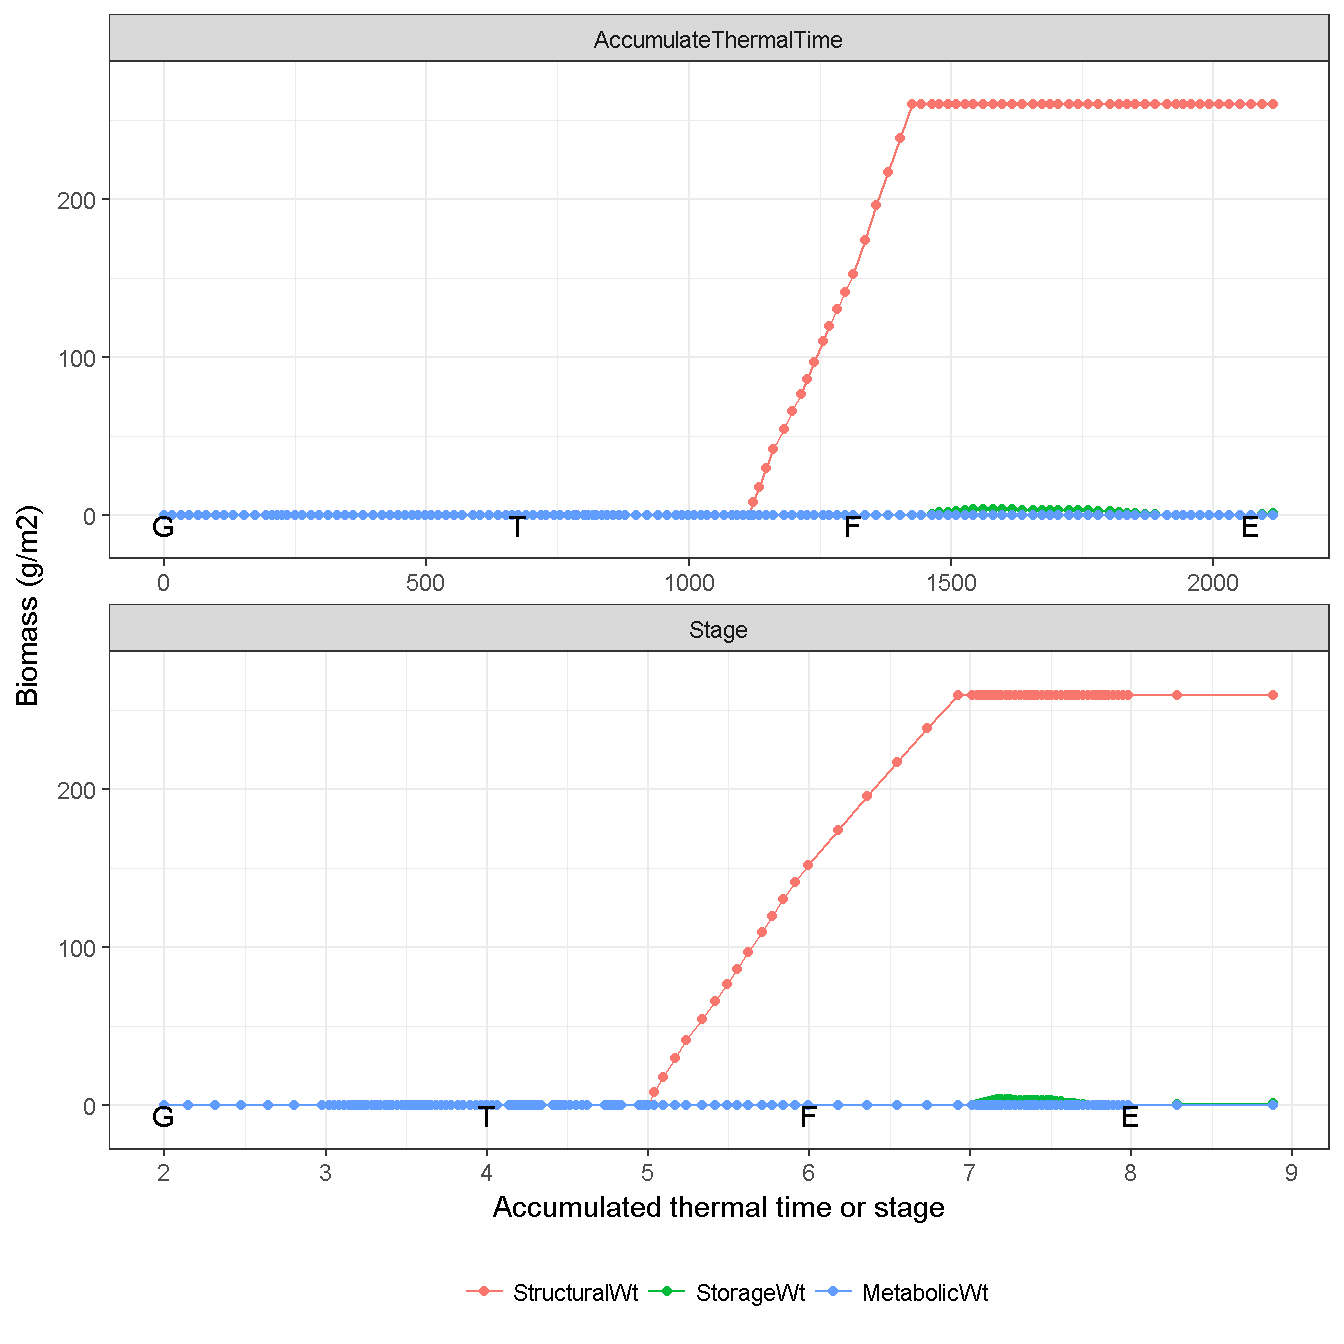 AccumulateThermalTime
200
100
0
G T F E
0 500 1000 1500 2000
Biomass (g/m2)
Stage
200
100
0
G T F E
2 3 4 5 6 7 8 9
Accumulated thermal time or stage
StructuralWt StorageWt MetabolicWt